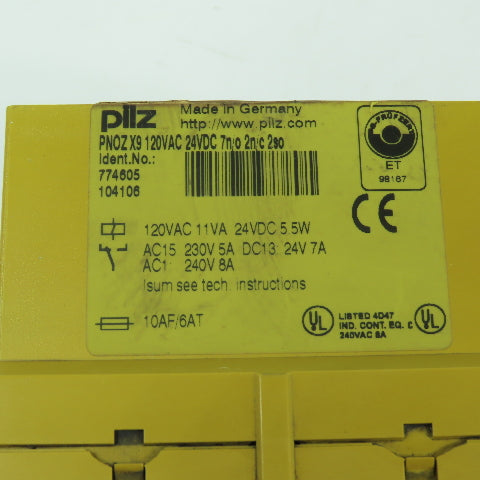 pilz
Made in Germany
http://www.pilz.com
PNOZ X9 120VAC 24VDC 7n/o 2n/c 2so
Ident.No.:
774605
104106
120VAC 11VA 24VDC 5.5W
AC15 230V 5A DC13: 24V 7A
AC1: 240V 8A
Isum see tech. instructions
10AF/6AT
ET
98167
CE
UL
LISTED 4D47
IND. CONT. EQ. C
240VAC 8A
UL